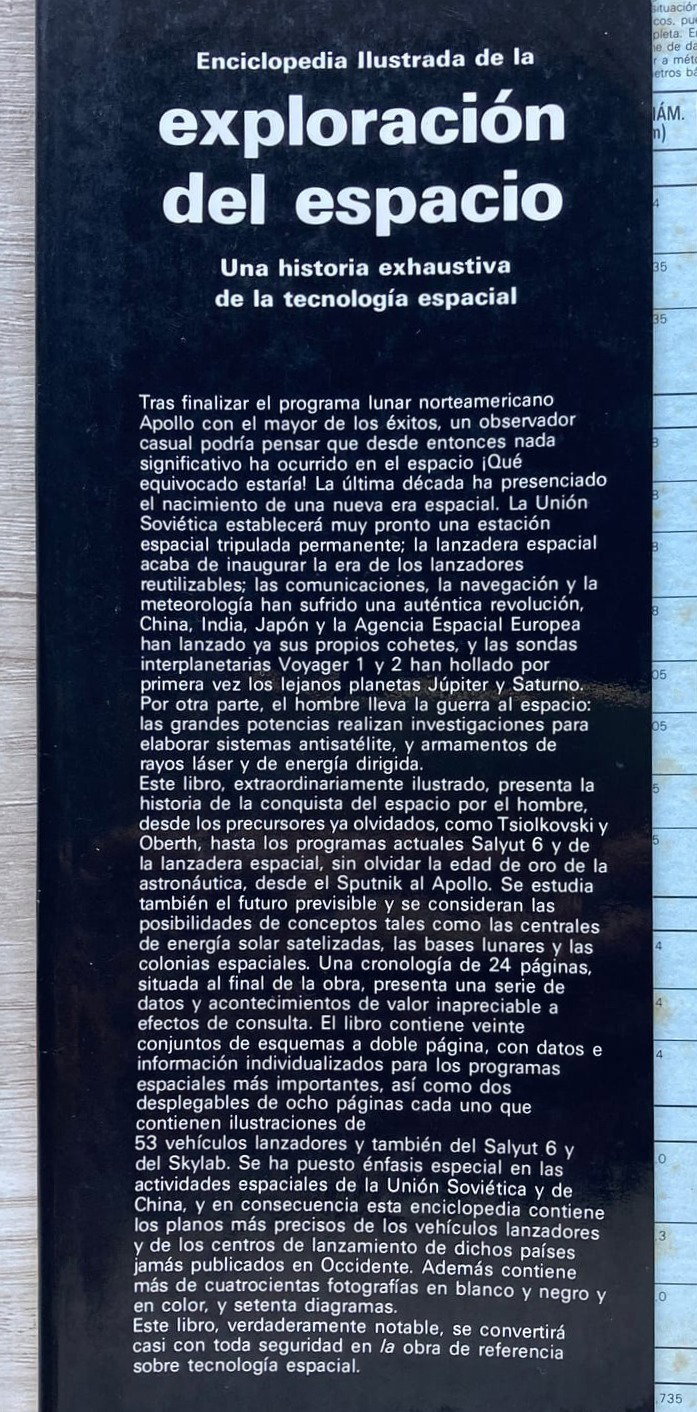 Enciclopedia Ilustrada de la
exploración
del espacio
Una historia exhaustiva
de la tecnología espacial
Tras finalizar el programa lunar norteamericano
Apollo con el mayor de los éxitos, un observador
casual podría pensar que desde entonces nada
significativo ha ocurrido en el espacio ¡Qué
equivocado estaría! La última década ha presenciado
el nacimiento de una nueva era espacial. La Unión
Soviética establecerá muy pronto una estación
espacial tripulada permanente; la lanzadera espacial
acaba de inaugurar la era de los lanzadores
reutilizables; las comunicaciones, la navegación y la
meteorología han sufrido una auténtica revolución,
China, India, Japón y la Agencia Espacial Europea
han lanzado ya sus propios cohetes, y las sondas
interplanetarias Voyager 1 y 2 han hollado por
primera vez los lejanos planetas Júpiter y Saturno.
Por otra parte, el hombre lleva la guerra al espacio:
las grandes potencias realizan investigaciones para
elaborar sistemas antisatélite, y armamentos de
rayos láser y de energía dirigida.
Este libro, extraordinariamente ilustrado, presenta la
historia de la conquista del espacio por el hombre,
desde los precursores ya olvidados, como Tsiolkovski y
Oberth, hasta los programas actuales Salyut 6 y de
la lanzadera espacial, sin olvidar la edad de oro de la
astronáutica, desde el Sputnik al Apollo. Se estudia
también el futuro previsible y se consideran las
posibilidades de conceptos tales como las centrales
de energía solar satelizadas, las bases lunares y las
colonias espaciales. Una cronología de 24 páginas,
situada al final de la obra, presenta una serie de
datos y acontecimientos de valor inapreciable a
efectos de consulta. El libro contiene veinte
conjuntos de esquemas a doble página, con datos e
información individualizados para los programas
espaciales más importantes, así como dos
desplegables de ocho páginas cada uno que
contienen ilustraciones de
53 vehículos lanzadores y también del Salyut 6 y
del Skylab. Se ha puesto énfasis especial en las
actividades espaciales de la Unión Soviética y de
China, y en consecuencia esta enciclopedia contiene
los planos más precisos de los vehículos lanzadores
y de los centros de lanzamiento de dichos países
jamás publicados en Occidente. Además contiene
más de cuatrocientas fotografías en blanco y negro y
en color, y setenta diagramas.
Este libro, verdaderamente notable, se convertirá
casi con toda seguridad en la obra de referencia
sobre tecnología espacial.